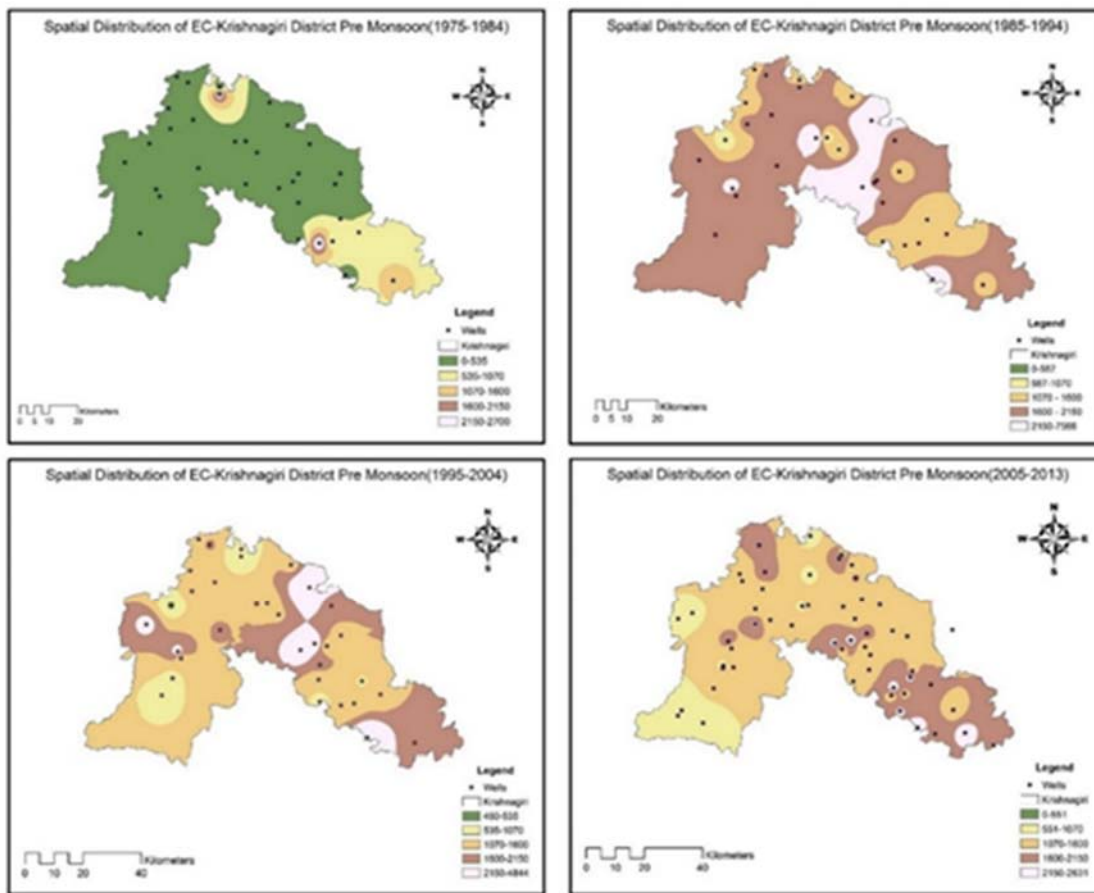 Spatial Diistribution of EC-Krishnagiri District Pre Monsoon(1975-1984)
N
W E
S
Legend
Wells
Krishnagiri
0-535
535-1070
1070-1600
1600-2150
2150-2700
Kilometers
0 5 10 20
Spatial Distribution of EC-Krishnagiri District Pre Monsoon(1985-1994)
N
W E
S
Legend
Wells
Krishnagiri
1070 - 1600
1600 - 2150
Kilometers
0 5 10 20
Spatial Distribution of EC-Krishnagiri District Pre Monsoon(1995-2004)
N
W E
S
Legend
Wells
Krishnagiri
535-1070
1070-1600
1600-2150
2150-4844
Kilometers
0 10 20 40
Spatial Distribution of EC-Krishnagiri District Pre Monsoon(2005-2013)
N
W E
S
Legend
Wells
Krishnagiri
1070-1600
1600-2150
2150-2631
Kilometers
0 10 20 40